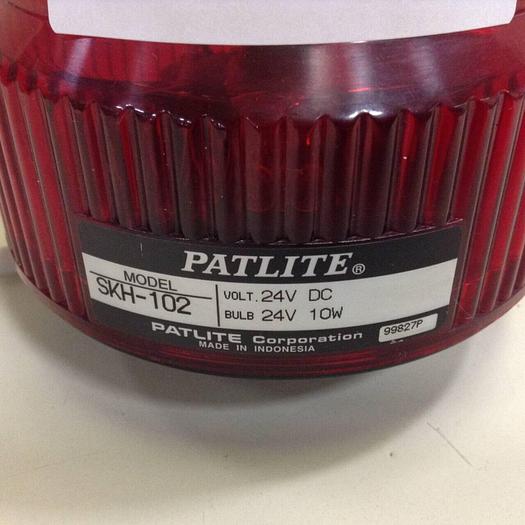 PATLITE®
MODEL
SKH-102
VOLT. 24V DC
BULB 24V 10W
PATLITE Corporation
99827P
MADE IN INDONESIA